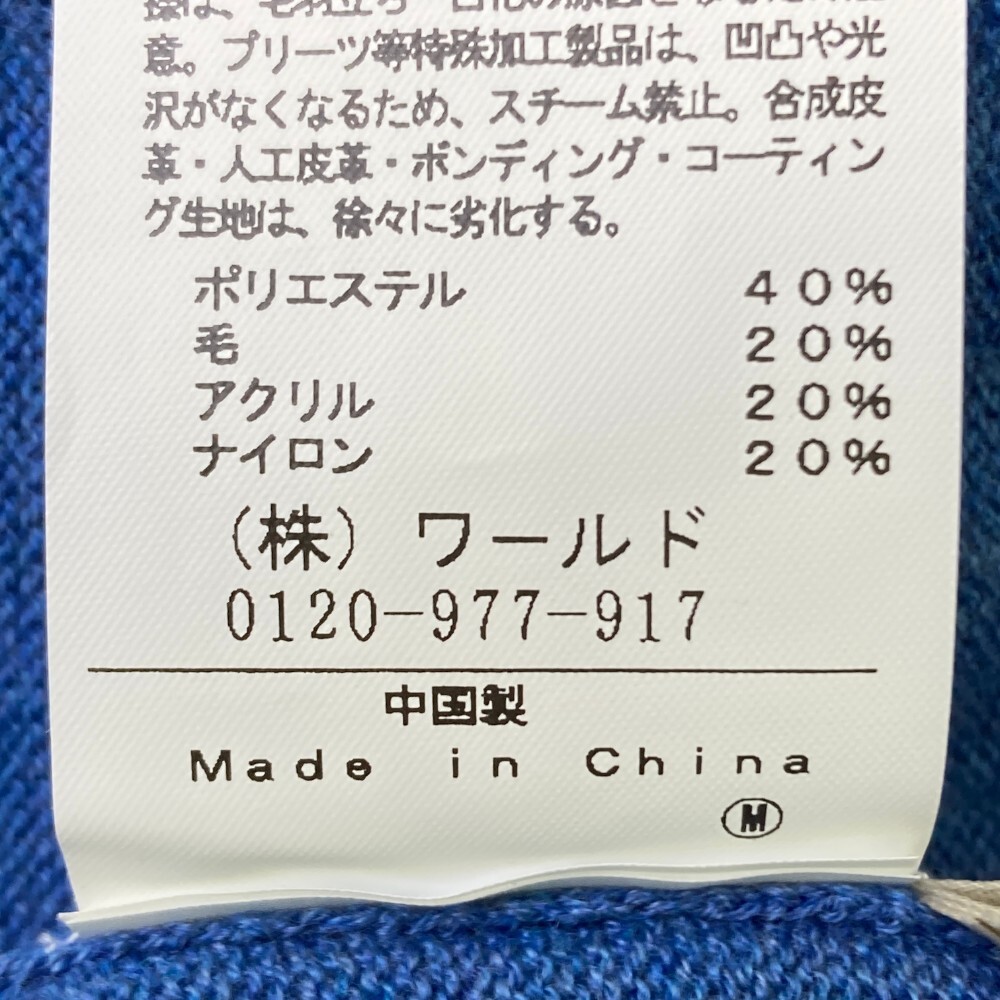 意。プリーツ等特殊加工製品は、凹凸や光
沢がなくなるため、スチーム禁止。合成皮
革・人工皮革・ボンディング・コーティン
グ生地は、徐々に劣化する。
ポリエステル 40%
毛 20%
アクリル 20%
ナイロン 20%
(株) ワールド
0120-977-917
中国製
Made in China
M